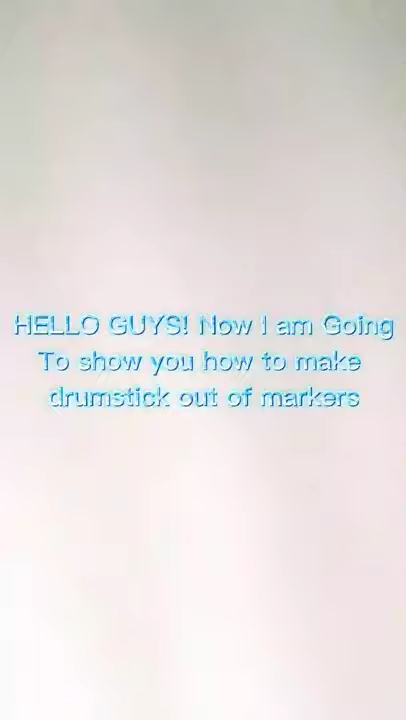 HELLO GUYS! Now I am Going
To show you how to make
drumstick out of markers